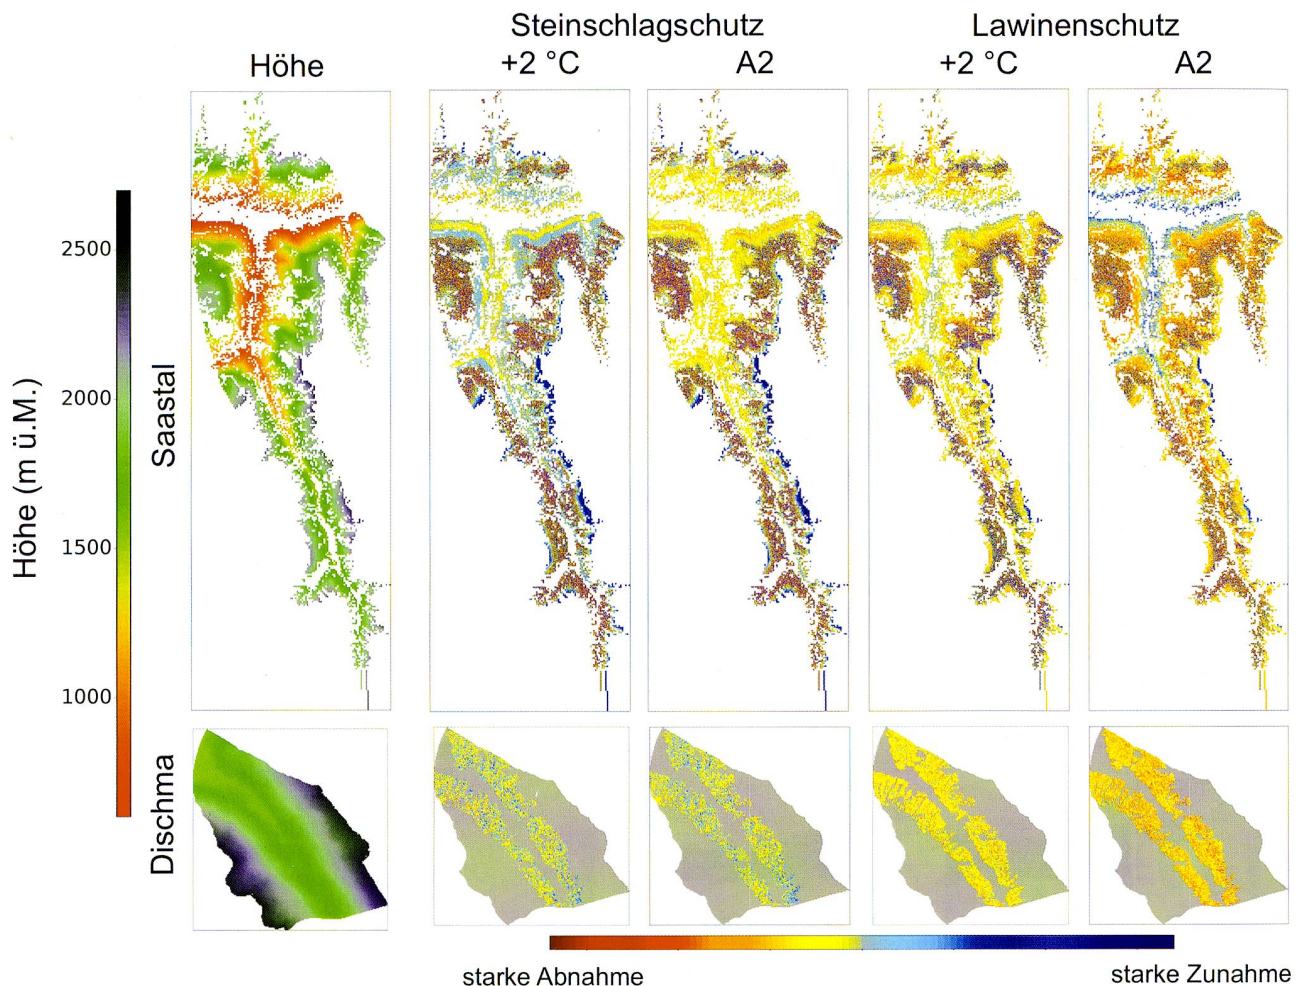 Steinschlagschutz
Lawinenschutz
Höhe
+2 °C
A2
+2 °C
A2
Höhe (m ü.M.)
2500
2000
1500
1000
Saastal
Dischma
starke Abnahme
starke Zunahme